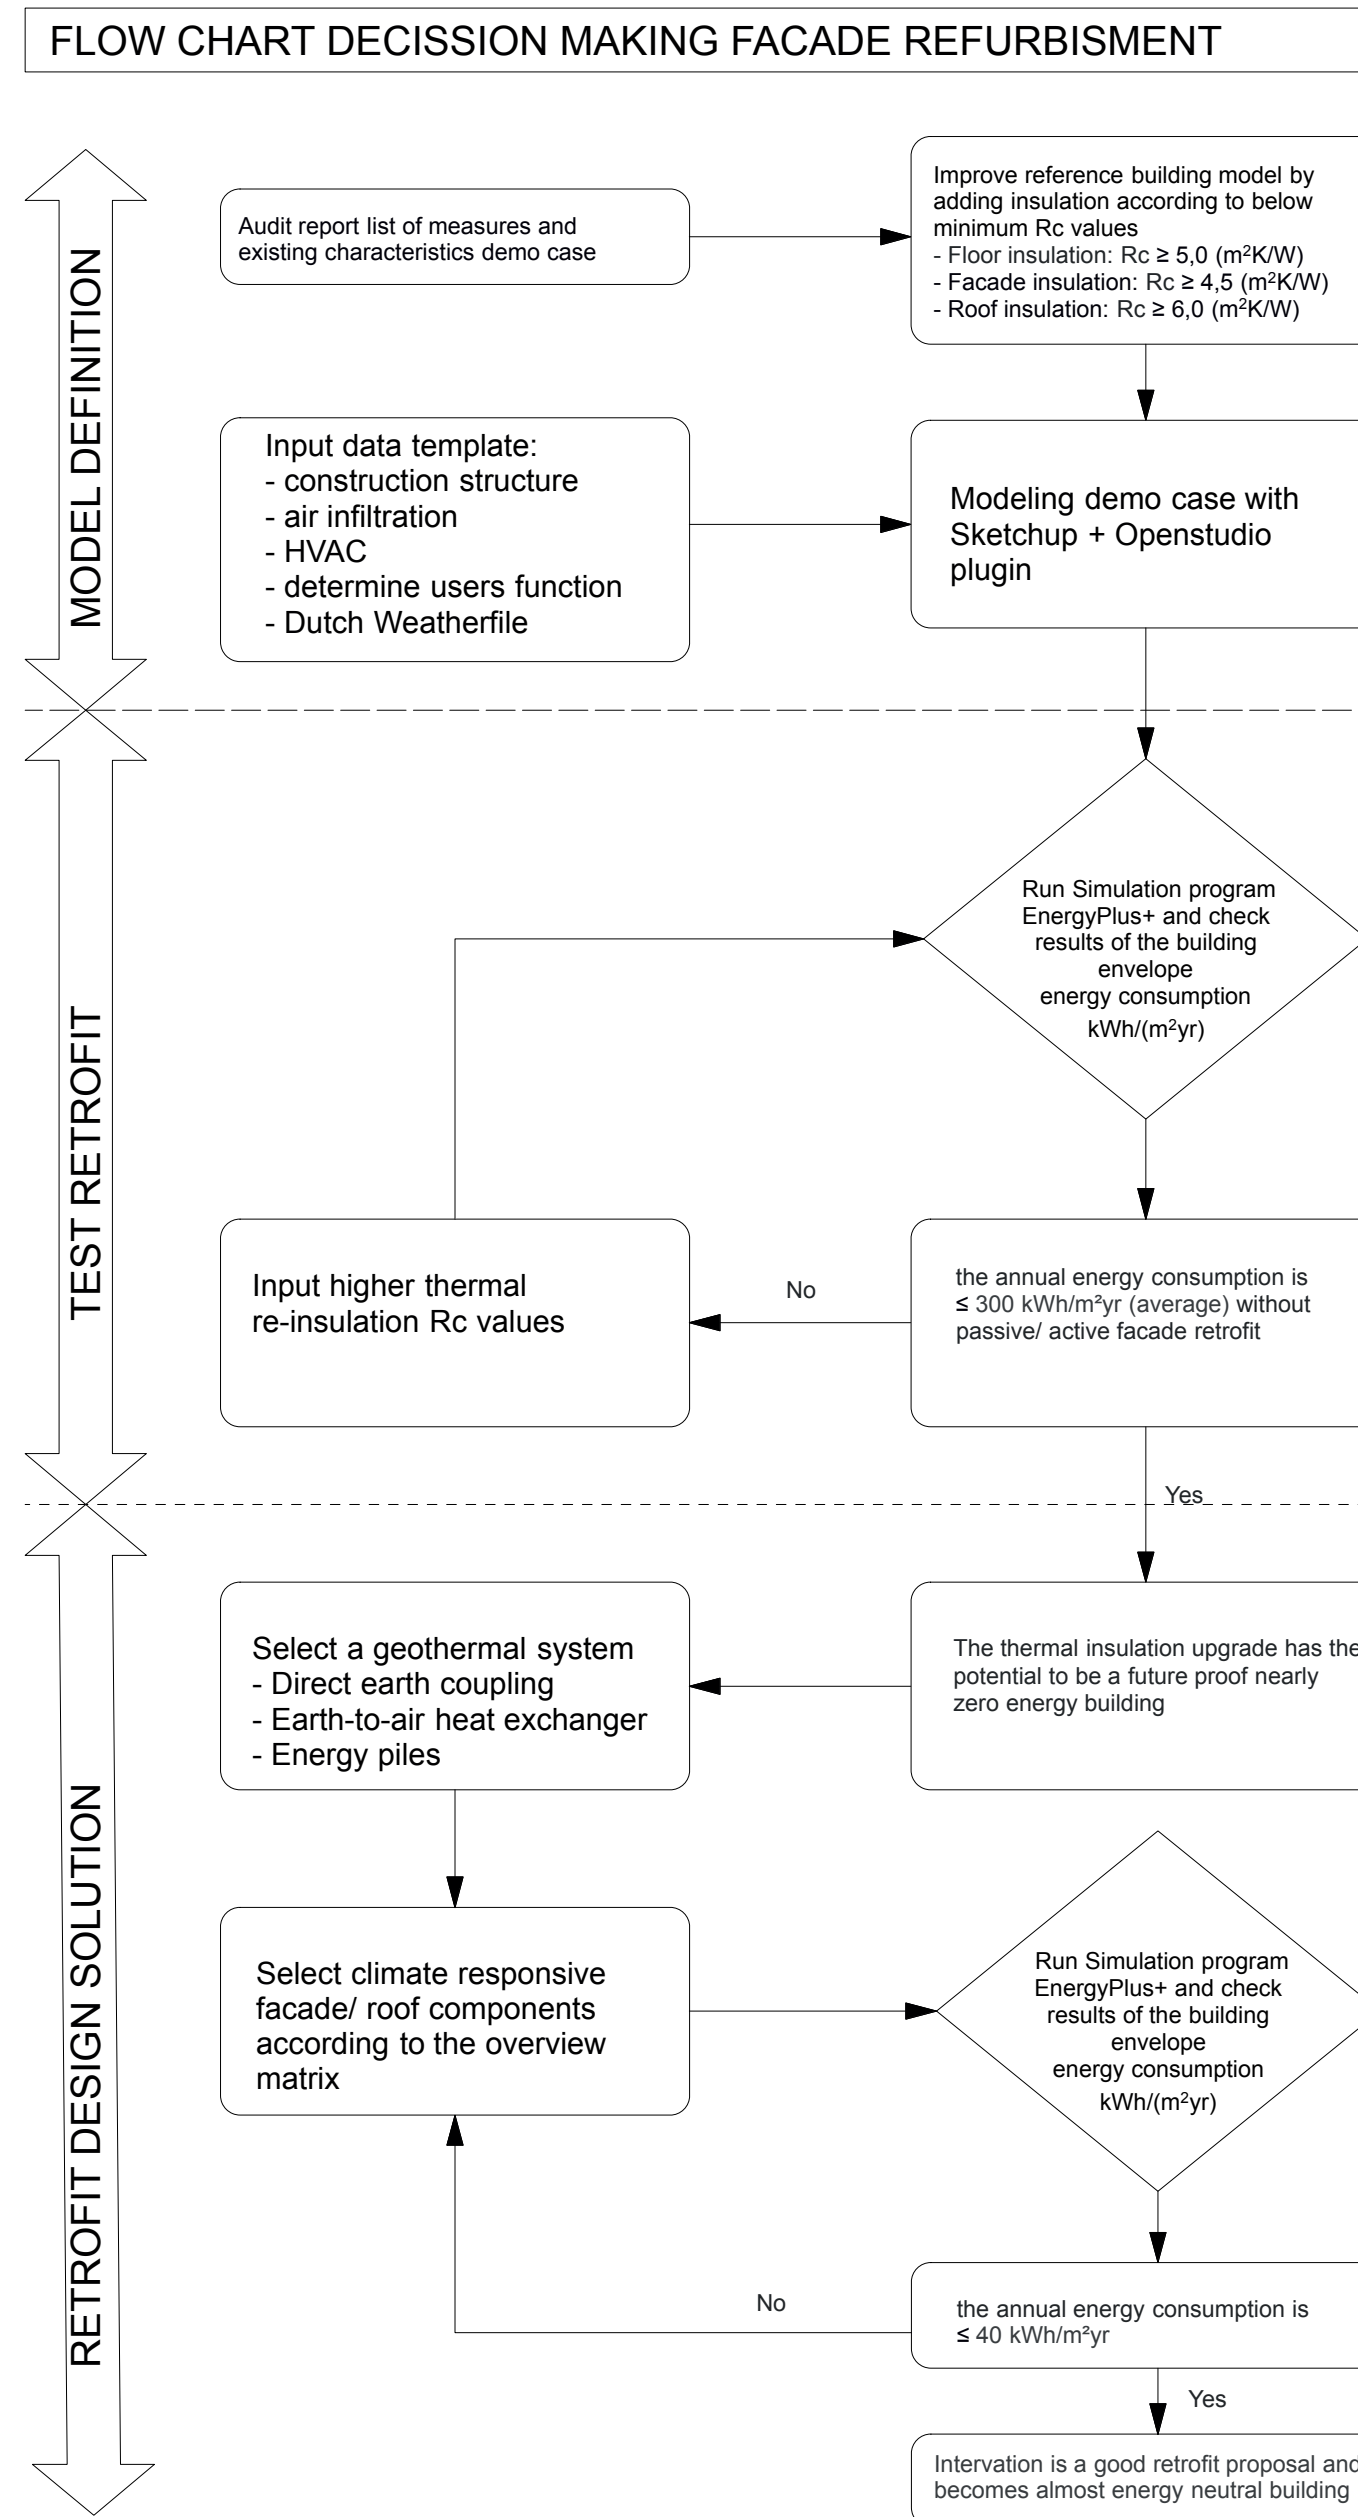 FLOW CHART DECISSION MAKING FACADE REFURBISMENT
MODEL DEFINITION
Audit report list of measures and
existing characteristics demo case
Improve reference building model by
adding insulation according to below
minimum Rc values
- Floor insulation: Rc ≥ 5,0 (m²K/W)
- Facade insulation: Rc ≥ 4,5 (m²K/W)
- Roof insulation: Rc ≥ 6,0 (m²K/W)
Input data template:
- construction structure
- air infiltration
- HVAC
- determine users function
- Dutch Weatherfile
Modeling demo case with
Sketchup + Openstudio
plugin
TEST RETROFIT
Run Simulation program
EnergyPlus+ and check
results of the building
envelope
energy consumption
kWh/(m²yr)
Input higher thermal
re-insulation Rc values
No
the annual energy consumption is
≤ 300 kWh/m²yr (average) without
passive/ active facade retrofit
Yes
RETROFIT DESIGN SOLUTION
Select a geothermal system
- Direct earth coupling
- Earth-to-air heat exchanger
- Energy piles
The thermal insulation upgrade has the
potential to be a future proof nearly
zero energy building
Select climate responsive
facade/ roof components
according to the overview
matrix
Run Simulation program
EnergyPlus+ and check
results of the building
envelope
energy consumption
kWh/(m²yr)
No
the annual energy consumption is
≤ 40 kWh/m²yr
Yes
Intervation is a good retrofit proposal and
becomes almost energy neutral building